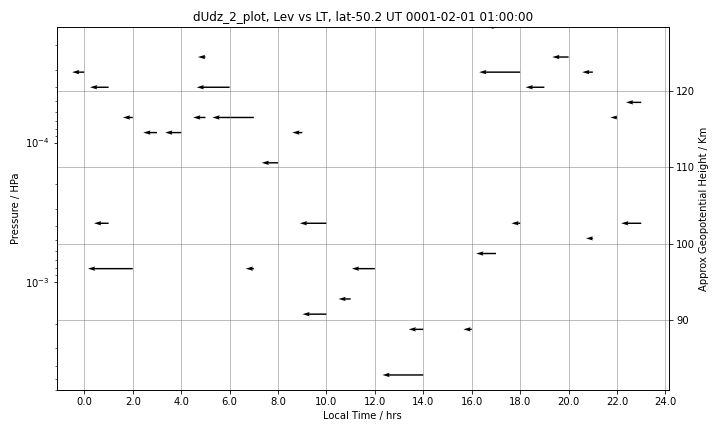 dUdz_2_plot, Lev vs LT, lat-50.2 UT 0001-02-01 01:00:00
10⁻⁴
10⁻³
Pressure / HPa
120
110
100
90
Approx Geopotential Height / Km
0.0 2.0 4.0 6.0 8.0 10.0 12.0 14.0 16.0 18.0 20.0 22.0 24.0
Local Time / hrs